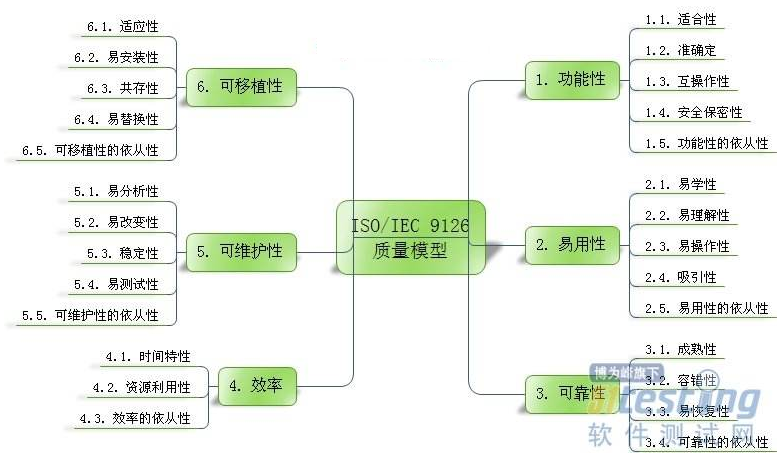 ISO/IEC 9126
质量模型
1. 功能性
1.1. 适合性
1.2. 准确定
1.3. 互操作性
1.4. 安全保密性
1.5. 功能性的依从性
2. 易用性
2.1. 易学性
2.2. 易理解性
2.3. 易操作性
2.4. 吸引性
2.5. 易用性的依从性
3. 可靠性
3.1. 成熟性
3.2. 容错性
3.3. 易恢复性
3.4. 可靠性的依从性
4. 效率
4.1. 时间特性
4.2. 资源利用性
4.3. 效率的依从性
5. 可维护性
5.1. 易分析性
5.2. 易改变性
5.3. 稳定性
5.4. 易测试性
5.5. 可维护性的依从性
6. 可移植性
6.1. 适应性
6.2. 易安装性
6.3. 共存性
6.4. 易替换性
6.5. 可移植性的依从性
博为峰旗下
51testing
软件测试网